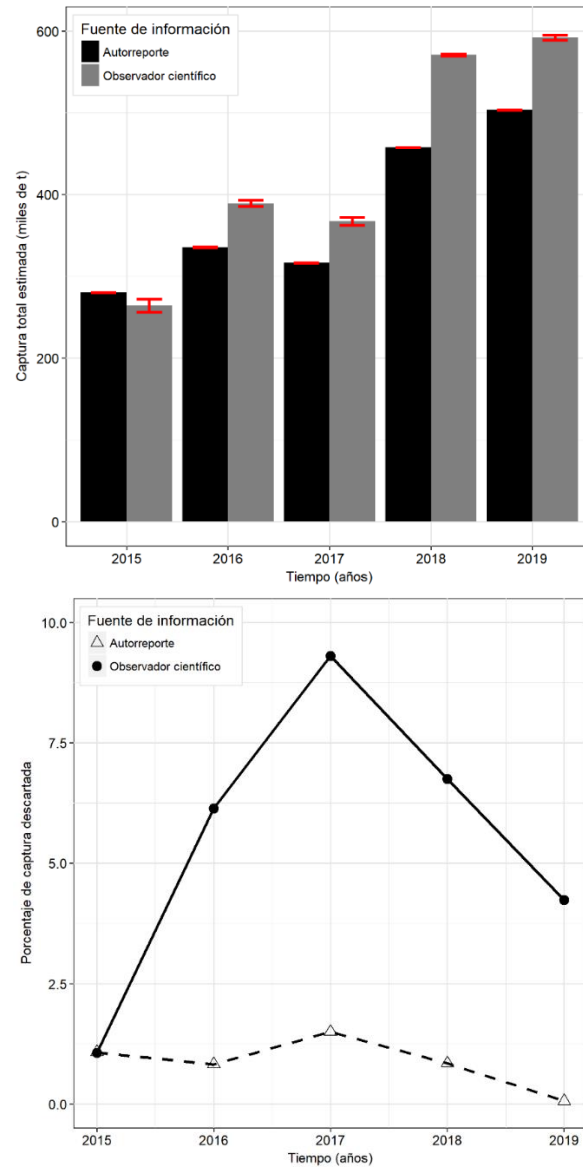 Fuente de información
Autorreporte
Observador científico
600
400
200
0
Captura total estimada (miles de t)
2015 2016 2017 2018 2019
Tiempo (años)
Fuente de información
Autorreporte
Observador científico
10.0
7.5
5.0
2.5
0.0
Porcentaje de captura descartada
2015 2016 2017 2018 2019
Tiempo (años)